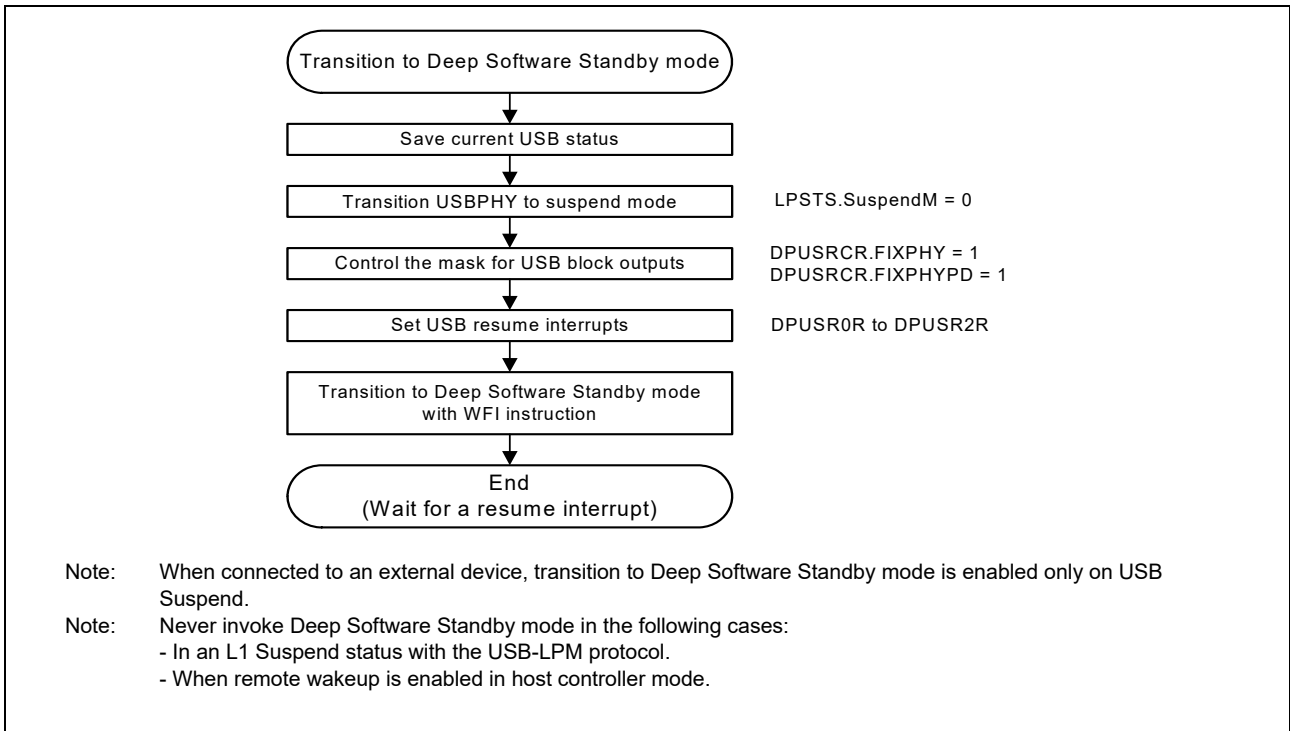 Transition to Deep Software Standby mode
Save current USB status
Transition USBPHY to suspend mode
LPSTS.SuspendM = 0
Control the mask for USB block outputs
DPUSRCR.FIXPHY = 1
DPUSRCR.FIXPHYPD = 1
Set USB resume interrupts
DPUSR0R to DPUSR2R
Transition to Deep Software Standby mode
with WFI instruction
End
(Wait for a resume interrupt)
Note: When connected to an external device, transition to Deep Software Standby mode is enabled only on USB
Suspend.
Note: Never invoke Deep Software Standby mode in the following cases:
- In an L1 Suspend status with the USB-LPM protocol.
- When remote wakeup is enabled in host controller mode.